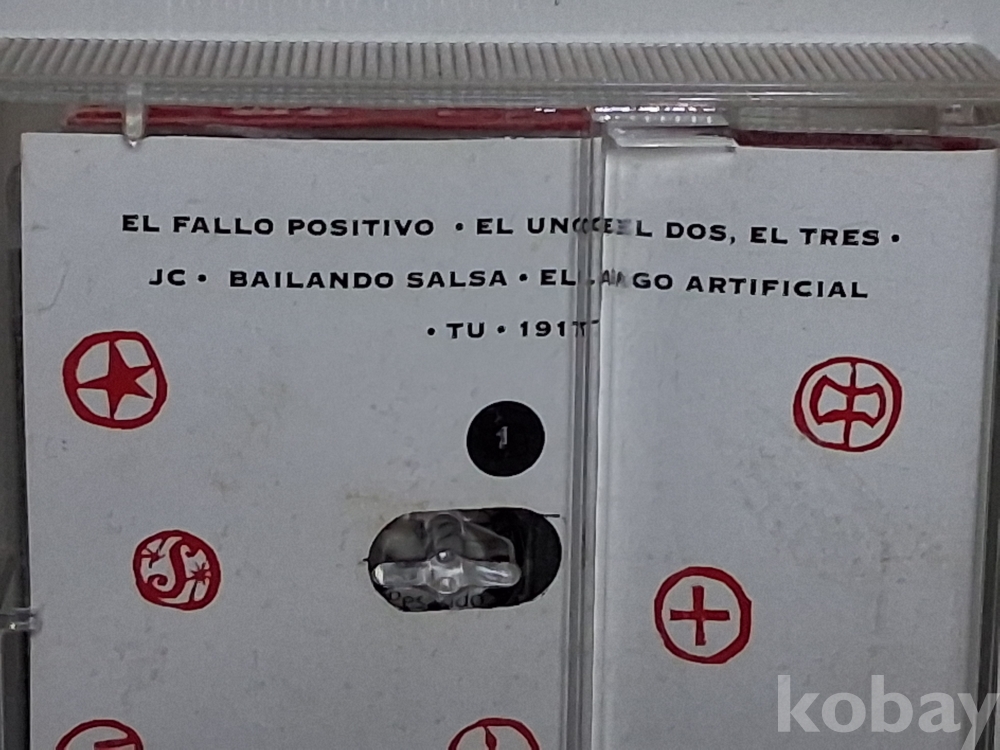 EL FALLO POSITIVO • EL UNO, EL DOS, EL TRES •
JC • BAILANDO SALSA • EL LAGO ARTIFICIAL
• TU • 1917
1
kobay